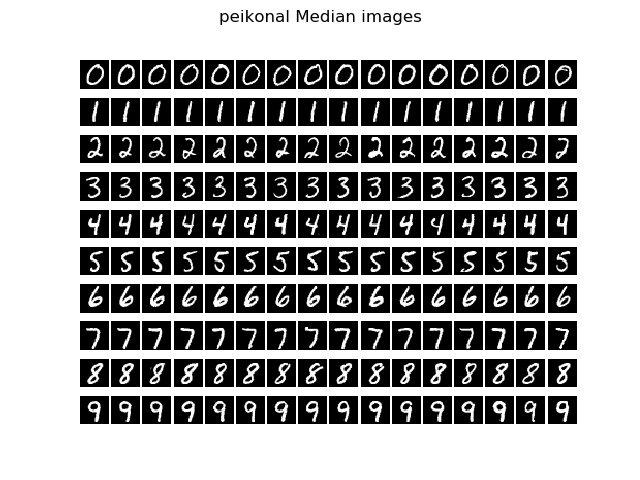 peikonal Median images
0 0 0 0 0 0 0 0 0 0 0 0 0 0 0 0
1 1 1 1 1 1 1 1 1 1 1 1 1 1 1 1
2 2 2 2 2 2 2 2 2 2 2 2 2 2 2 2
3 3 3 3 3 3 3 3 3 3 3 3 3 3 3 3
4 4 4 4 4 4 4 4 4 4 4 4 4 4 4 4
5 5 5 5 5 5 5 5 5 5 5 5 5 5 5 5
6 6 6 6 6 6 6 6 6 6 6 6 6 6 6 6
7 7 7 7 7 7 7 7 7 7 7 7 7 7 7 7
8 8 8 8 8 8 8 8 8 8 8 8 8 8 8 8
9 9 9 9 9 9 9 9 9 9 9 9 9 9 9 9